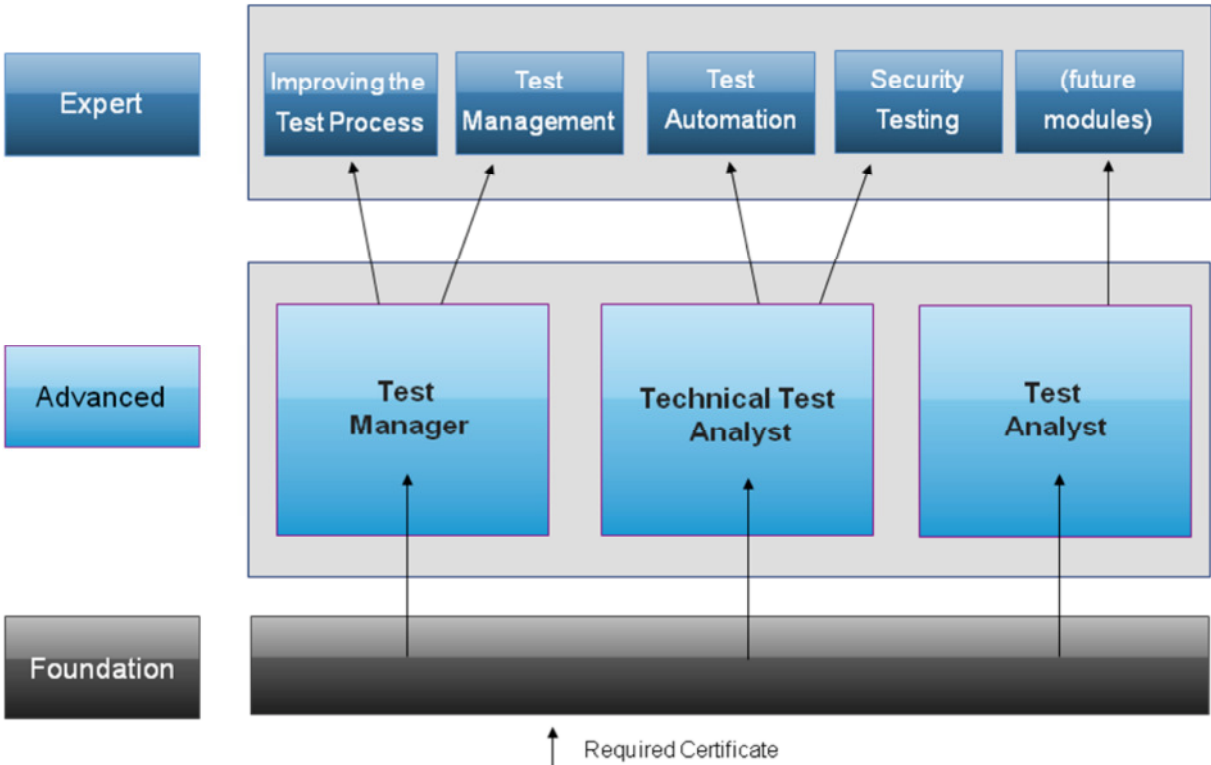 Expert
Improving the
Test Process
Test
Management
Test
Automation
Security
Testing
(future
modules)
Advanced
Test
Manager
Technical Test
Analyst
Test
Analyst
Foundation
Required Certificate